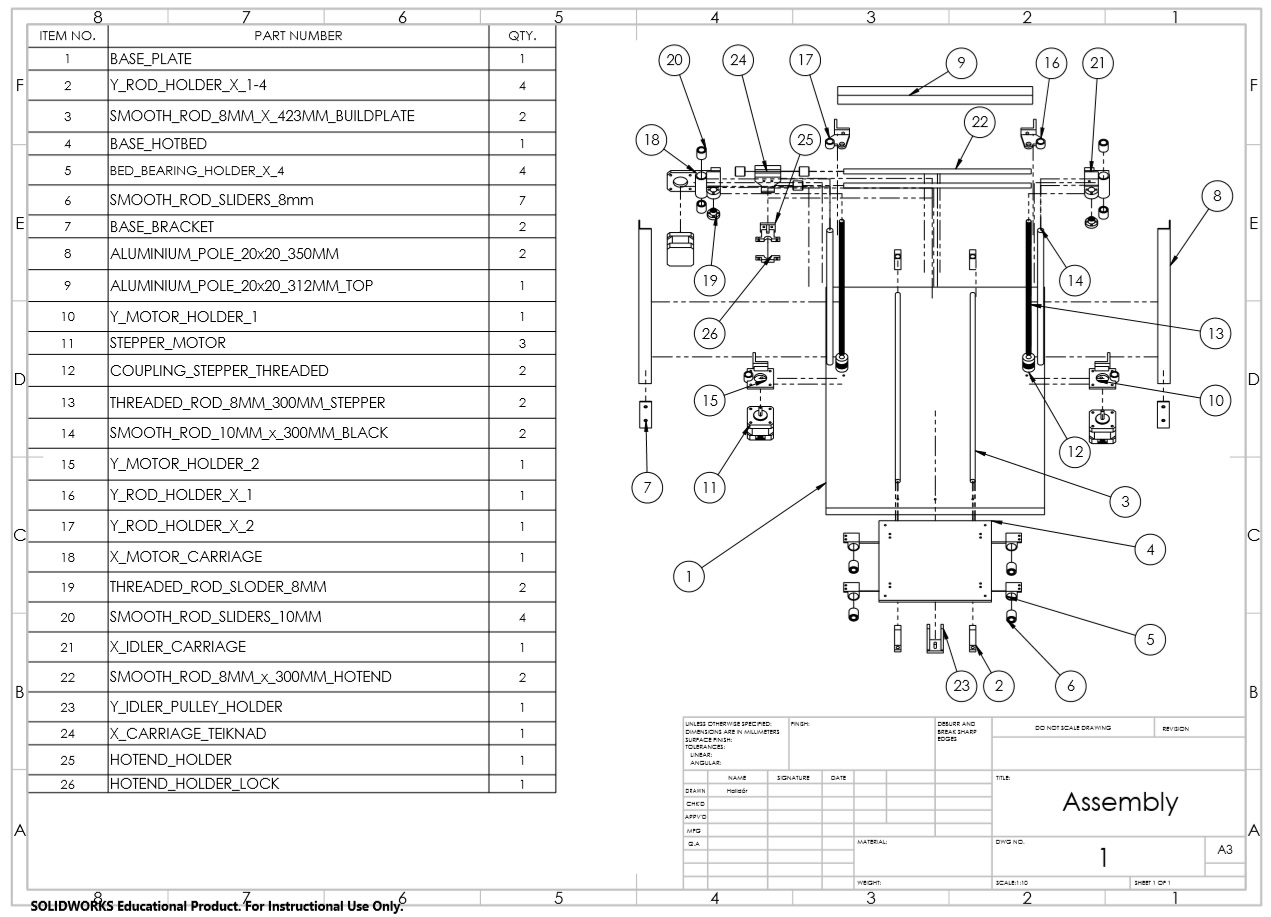 8 7 6 5 4 3 2 1
ITEM NO. PART NUMBER QTY.
1 BASE_PLATE 1
2 Y_ROD_HOLDER_X_1-4 4
3 SMOOTH_ROD_8MM_X_423MM_BUILDPLATE 2
4 BASE_HOTBED 1
5 BED_BEARING_HOLDER_X_4 4
6 SMOOTH_ROD_SLIDERS_8mm 7
7 BASE_BRACKET 2
8 ALUMINIUM_POLE_20x20_350MM 2
9 ALUMINIUM_POLE_20x20_312MM_TOP 1
10 Y_MOTOR_HOLDER_1 1
11 STEPPER_MOTOR 3
12 COUPLING_STEPPER_THREADED 2
13 THREADED_ROD_8MM_300MM_STEPPER 2
14 SMOOTH_ROD_10MM_x_300MM_BLACK 2
15 Y_MOTOR_HOLDER_2 1
16 Y_ROD_HOLDER_X_1 1
17 Y_ROD_HOLDER_X_2 1
18 X_MOTOR_CARRIAGE 1
19 THREADED_ROD_SLODER_8MM 2
20 SMOOTH_ROD_SLIDERS_10MM 4
21 X_IDLER_CARRIAGE 1
22 SMOOTH_ROD_8MM_x_300MM_HOTEND 2
23 Y_IDLER_PULLEY_HOLDER 1
24 X_CARRIAGE_TEIKNAD 1
25 HOTEND_HOLDER 1
26 HOTEND_HOLDER_LOCK 1
F
E
D
C
B
A
20 24 17 9 16 21
22
18 25
8
19 14
26 13
15 10
12
7 11
3
4
1
5
23 2 6
F
E
D
C
B
A
UNLESS OTHERWISE SPECIFIED:
DIMENSIONS ARE IN MILLIMETERS
SURFACE FINISH:
TOLERANCES:
LINEAR:
ANGULAR:
FINISH:
DEBURR AND
BREAK SHARP
EDGES
DO NOT SCALE DRAWING
REVISION
NAME SIGNATURE DATE
DRAWN Halldór
CHK'D
APPV'D
MFG
Q.A
MATERIAL:
WEIGHT:
TITLE:
Assembly
DWG NO.
1
A3
SCALE:1:10
SHEET 1 OF 1
8 7 6 5 4 3 2 1
SOLIDWORKS Educational Product. For Instructional Use Only.